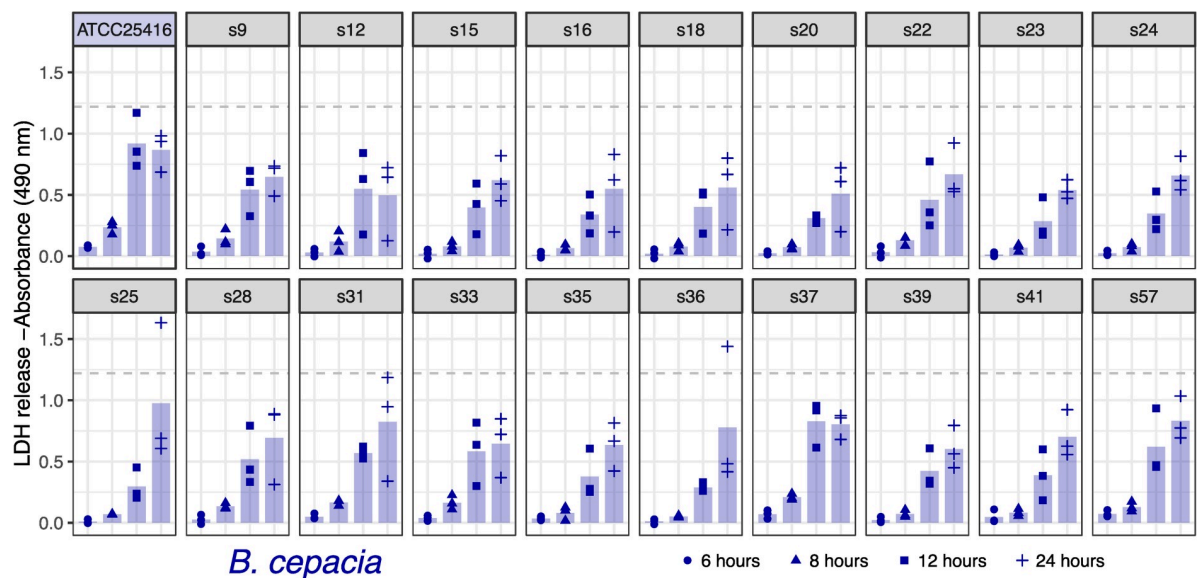 ATCC25416 s9 s12 s15 s16 s18 s20 s22 s23 s24
1.5
1.0
0.5
0.0
s25 s28 s31 s33 s35 s36 s37 s39 s41 s57
1.5
1.0
0.5
0.0
LDH release –Absorbance (490 nm)
B. cepacia 6 hours 8 hours 12 hours 24 hours